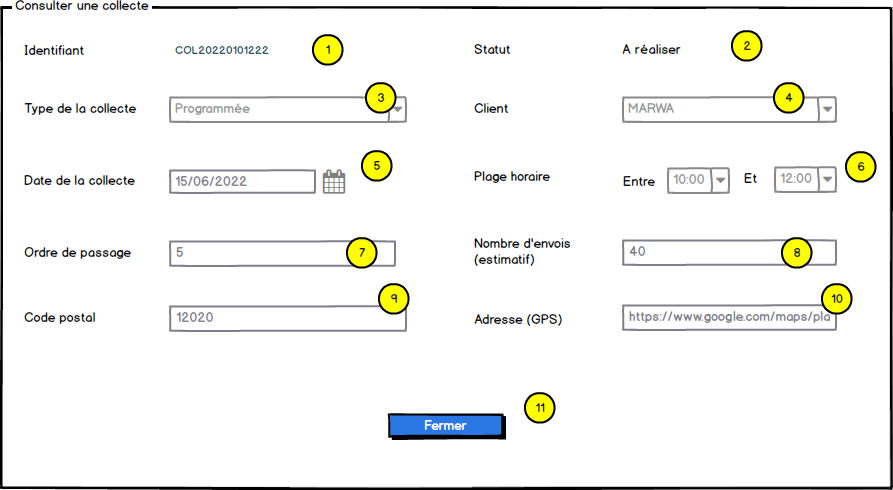 Consulter une collecte
Identifiant COL20220101222 1 Statut A réaliser 2
Type de la collecte Programmée 3 Client MARWA 4
Date de la collecte 15/06/2022 5 Plage horaire Entre 10:00 Et 12:00 6
Ordre de passage 5 7 Nombre d'envois
(estimatif) 40 8
Code postal 12020 9 Adresse (GPS) https://www.google.com/maps/pla 10
Fermer 11